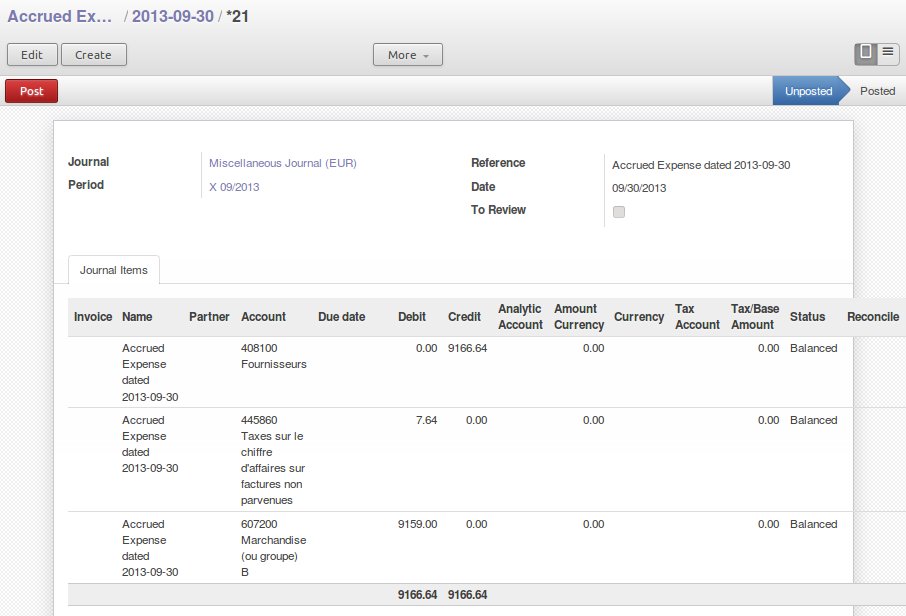 Accrued Ex... / 2013-09-30 / *21
Edit Create More
Post Unposted Posted
Journal Miscellaneous Journal (EUR) Reference Accrued Expense dated 2013-09-30
Period X 09/2013 Date 09/30/2013
To Review
Journal Items
Invoice Name Partner Account Due date Debit Credit Analytic Account Amount Currency Currency Tax Account Tax/Base Amount Status Reconcile
Accrued 408100 0.00 9166.64 0.00 0.00 Balanced
Expense Fournisseurs
dated
2013-09-30
Accrued 445860 7.64 0.00 0.00 0.00 Balanced
Expense Taxes sur le
dated chiffre
2013-09-30 d'affaires sur
factures non
parvenues
Accrued 607200 9159.00 0.00 0.00 0.00 Balanced
Expense Marchandise
dated (ou groupe)
2013-09-30 B
9166.64 9166.64